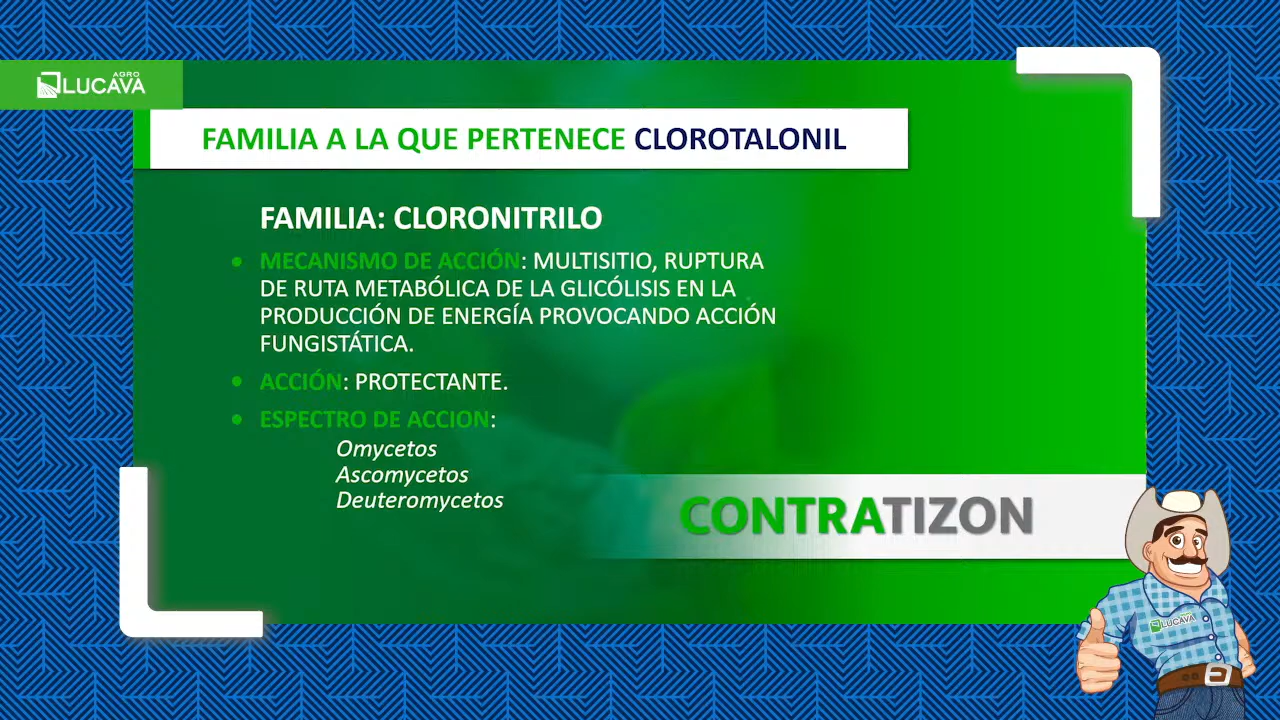 AGRO
LUCAVA
FAMILIA A LA QUE PERTENECE CLOROTALONIL
FAMILIA: CLORONITRILO
• MECANISMO DE ACCIÓN: MULTISITIO, RUPTURA
DE RUTA METABÓLICA DE LA GLICÓLISIS EN LA
PRODUCCIÓN DE ENERGÍA PROVOCANDO ACCIÓN
FUNGISTÁTICA.
• ACCIÓN: PROTECTANTE.
• ESPECTRO DE ACCION:
Omycetos
Ascomycetos
Deuteromycetos
CONTRATIZON
LUCAVA